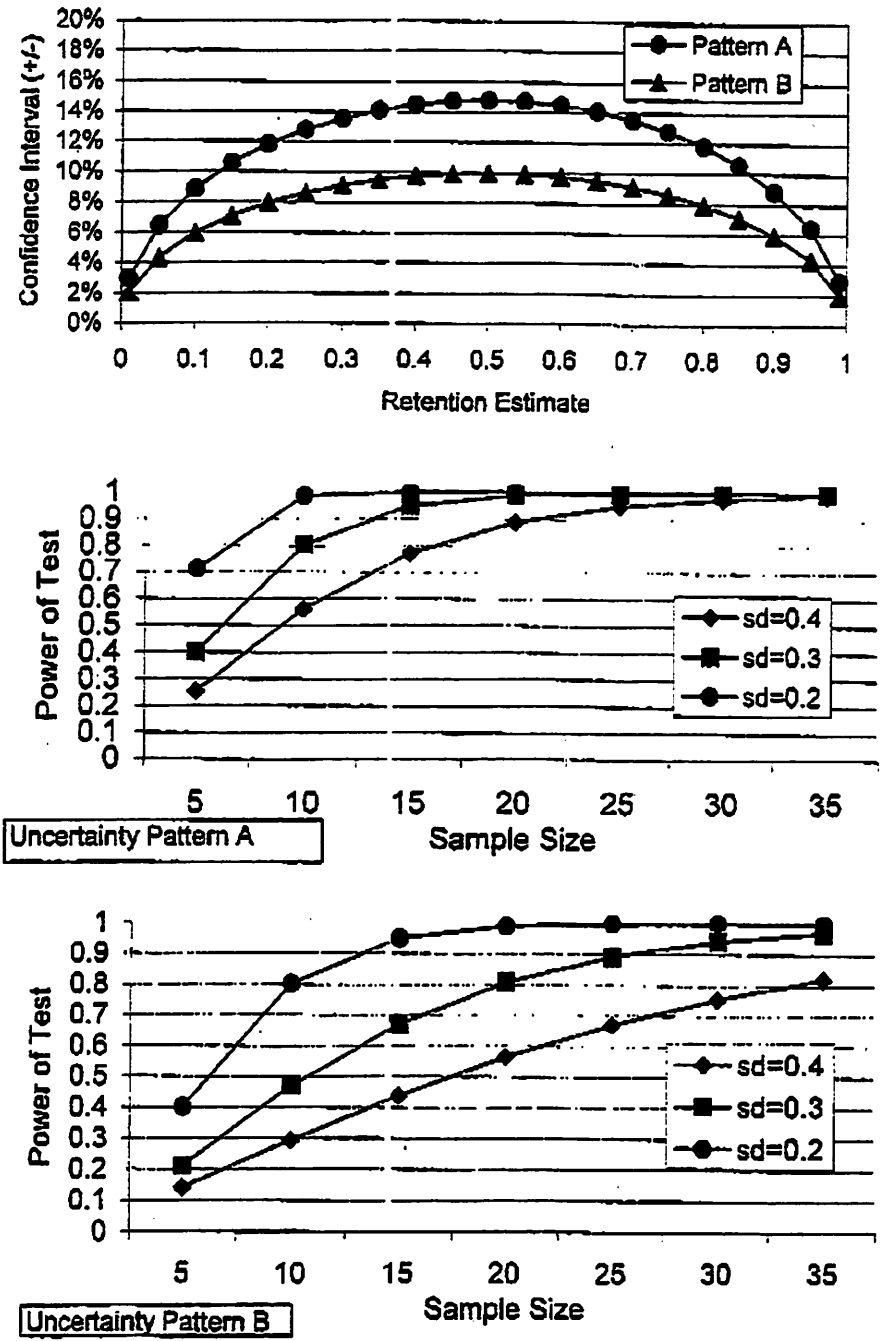 20%
18%
16%
14%
12%
10%
8%
6%
4%
2%
0%
Confidence Interval (+/-)
Pattern A
Pattern B
0 0.1 0.2 0.3 0.4 0.5 0.6 0.7 0.8 0.9 1
Retention Estimate
1
0.9
0.8
0.7
0.6
0.5
0.4
0.3
0.2
0.1
0
Power of Test
sd=0.4
sd=0.3
sd=0.2
5 10 15 20 25 30 35
Uncertainty Pattern A
Sample Size
1
0.9
0.8
0.7
0.6
0.5
0.4
0.3
0.2
0.1
0
Power of Test
sd=0.4
sd=0.3
sd=0.2
5 10 15 20 25 30 35
Sample Size
Uncertainty Pattern B